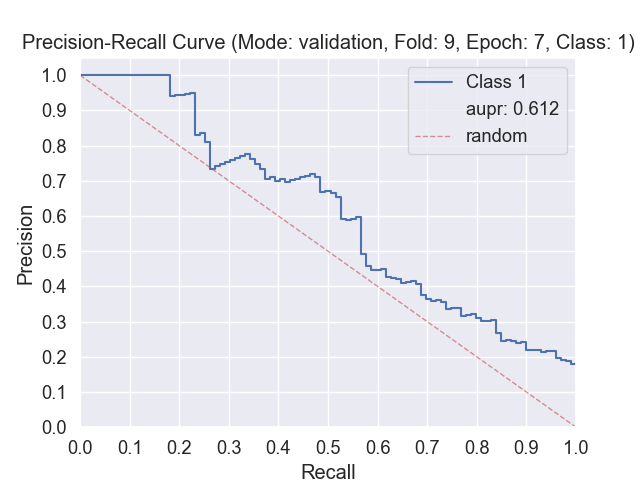 Precision-Recall Curve (Mode: validation, Fold: 9, Epoch: 7, Class: 1)
Class 1
aupr: 0.612
random
1.0
0.9
0.8
0.7
0.6
0.5
0.4
0.3
0.2
0.1
0.0
Precision
0.0 0.1 0.2 0.3 0.4 0.5 0.6 0.7 0.8 0.9 1.0
Recall